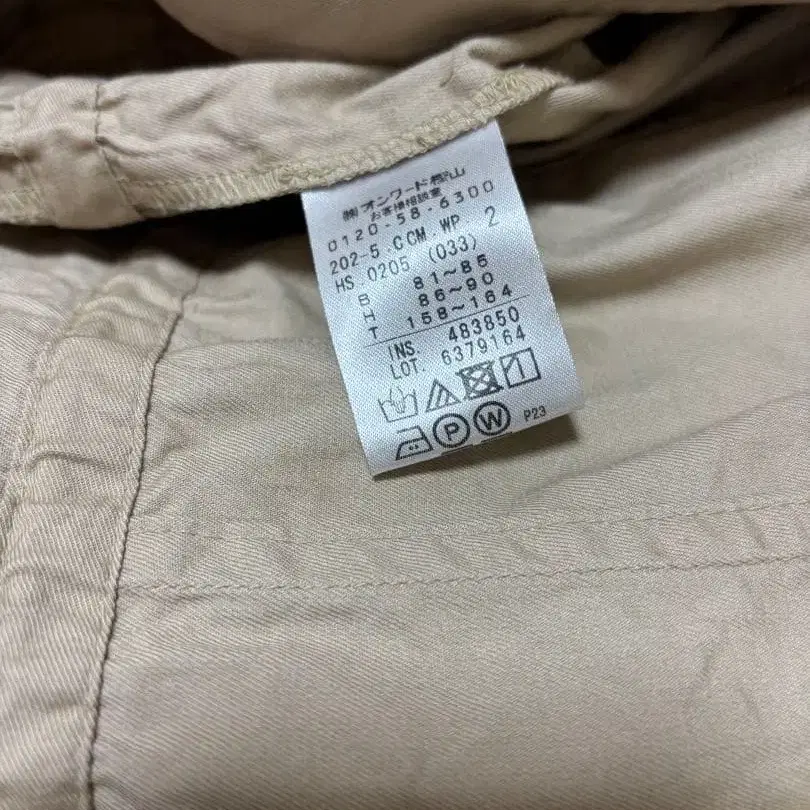 ㈱オンワード樫山
お客様相談室
0120-58-6300
202-5 .CCM WP 2
HS 0205 (033)
B 81~85
H 86~90
T 158~164
INS. 483850
LOT. 6379164
P W P23